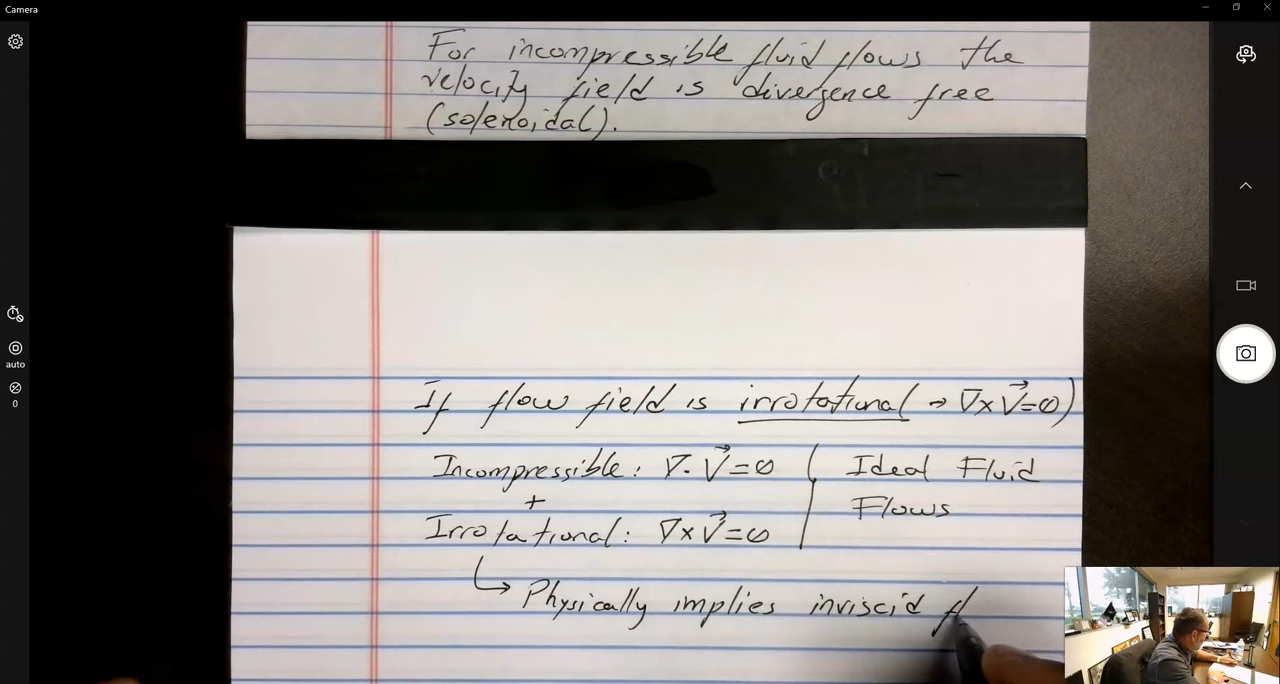 Camera
For incompressible fluid flows the
velocity field is divergence free
(solenoidal).
auto
0
If flow field is irrotational → ∇×V⃗=0)
Incompressible: ∇·V⃗=0 ( Ideal Fluid
+ Flows
Irrotational: ∇×V⃗=0
↳ Physically implies inviscid fl